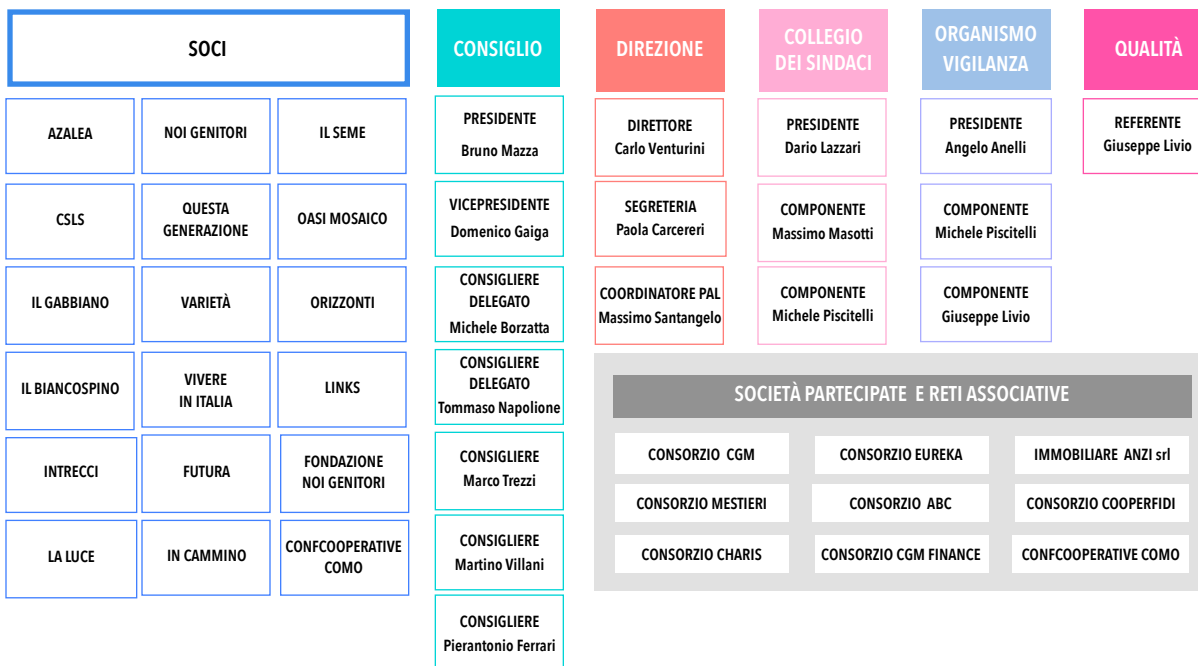 SOCI
AZALEA
NOI GENITORI
IL SEME
CSLS
QUESTA
GENERAZIONE
OASI MOSAICO
IL GABBIANO
VARIETÀ
ORIZZONTI
IL BIANCOSPINO
VIVERE
IN ITALIA
LINKS
INTRECCI
FUTURA
FONDAZIONE
NOI GENITORI
LA LUCE
IN CAMMINO
CONFCOOPERATIVE
COMO
CONSIGLIO
PRESIDENTE
Bruno Mazza
VICEPRESIDENTE
Domenico Gaiga
CONSIGLIERE
DELEGATO
Michele Borzatta
CONSIGLIERE
DELEGATO
Tommaso Napolione
CONSIGLIERE
Marco Trezzi
CONSIGLIERE
Martino Villani
CONSIGLIERE
Pierantonio Ferrari
DIREZIONE
DIRETTORE
Carlo Venturini
SEGRETERIA
Paola Carcereri
COORDINATORE PAL
Massimo Santangelo
COLLEGIO
DEI SINDACI
PRESIDENTE
Dario Lazzari
COMPONENTE
Massimo Masotti
COMPONENTE
Michele Piscitelli
ORGANISMO
VIGILANZA
PRESIDENTE
Angelo Anelli
COMPONENTE
Michele Piscitelli
COMPONENTE
Giuseppe Livio
QUALITÀ
REFERENTE
Giuseppe Livio
SOCIETÀ PARTECIPATE E RETI ASSOCIATIVE
CONSORZIO CGM
CONSORZIO EUREKA
IMMOBILIARE ANZI srl
CONSORZIO MESTIERI
CONSORZIO ABC
CONSORZIO COOPERFIDI
CONSORZIO CHARIS
CONSORZIO CGM FINANCE
CONFCOOPERATIVE COMO